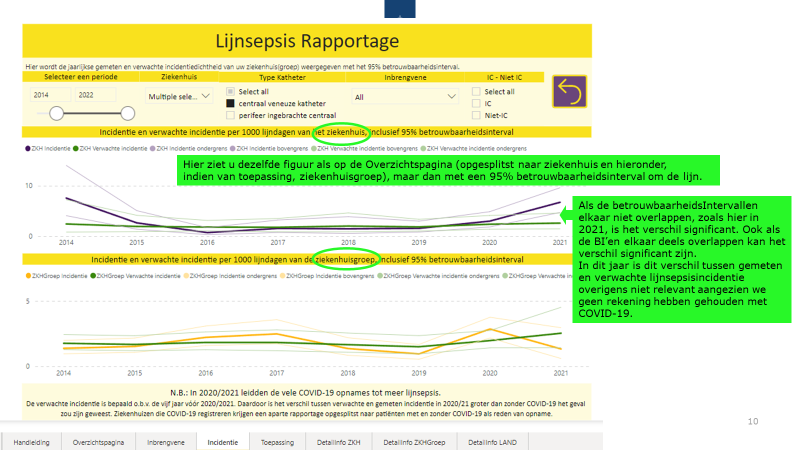 Lijnsepsis Rapportage
Hier wordt de jaarlijkse gemeten en verwachte incidentiedichtheid van uw ziekenhuis(groep) weergegeven met het 95% betrouwbaarheidsinterval.
Selecteer een periode
Ziekenhuis
Type Katheter
Inbrengvene
IC - Niet IC
2014
2022
Multiple sele...
Select all
centraal veneuze katheter
perifeer ingebrachte centraal
All
Select all
IC
Niet-IC
Incidentie en verwachte incidentie per 1000 lijndagen van het ziekenhuis, inclusief 95% betrouwbaarheidsinterval
ZKH Incidentie ZKH Verwachte incidentie ZKH Incidentie ondergrens ZKH Incidentie bovengrens ZKH Verwachte incidentie bovengrens ZKH Verwachte incidentie ondergrens
Hier ziet u dezelfde figuur als op de Overzichtspagina (opgesplitst naar ziekenhuis en hieronder,
indien van toepassing, ziekenhuisgroep), maar dan met een 95% betrouwbaarheidsinterval om de lijn.
10
0
2014 2015 2016 2017 2018 2019 2020 2021
Als de betrouwbaarheidsIntervallen
elkaar niet overlappen, zoals hier in
2021, is het verschil significant. Ook als
de BI'en elkaar deels overlappen kan het
verschil significant zijn.
In dit jaar is dit verschil tussen gemeten
en verwachte lijnsepsisincidentie
overigens niet relevant aangezien we
geen rekening hebben gehouden met
COVID-19.
Incidentie en verwachte incidentie per 1000 lijndagen van de ziekenhuisgroep, inclusief 95% betrouwbaarheidsinterval
ZKHGroep Incidentie ZKHGroep Verwachte incidentie ZKHGroep Incidentie ondergrens ZKHGroep Incidentie bovengrens ZKHGroep Verwachte incidentie ondergrens ZKHGroep Verwachte in
5
0
2014 2015 2016 2017 2018 2019 2020 2021
N.B.: In 2020/2021 leidden de vele COVID-19 opnames tot meer lijnsepsis.
De verwachte incidentie is bepaald o.b.v. de vijf jaar vóór 2020/2021. Daardoor is het verschil tussen verwachte en gemeten incidentie in 2020/21 groter dan zonder COVID-19 het geval
zou zijn geweest. Ziekenhuizen die COVID-19 registreren krijgen een aparte rapportage opgesplitst naar patiënten met en zonder COVID-19 als reden van opname.
10
Handleiding Overzichtspagina Inbrengvene Incidentie Toepassing DetailInfo ZKH DetailInfo ZKHGroep DetailInfo LAND